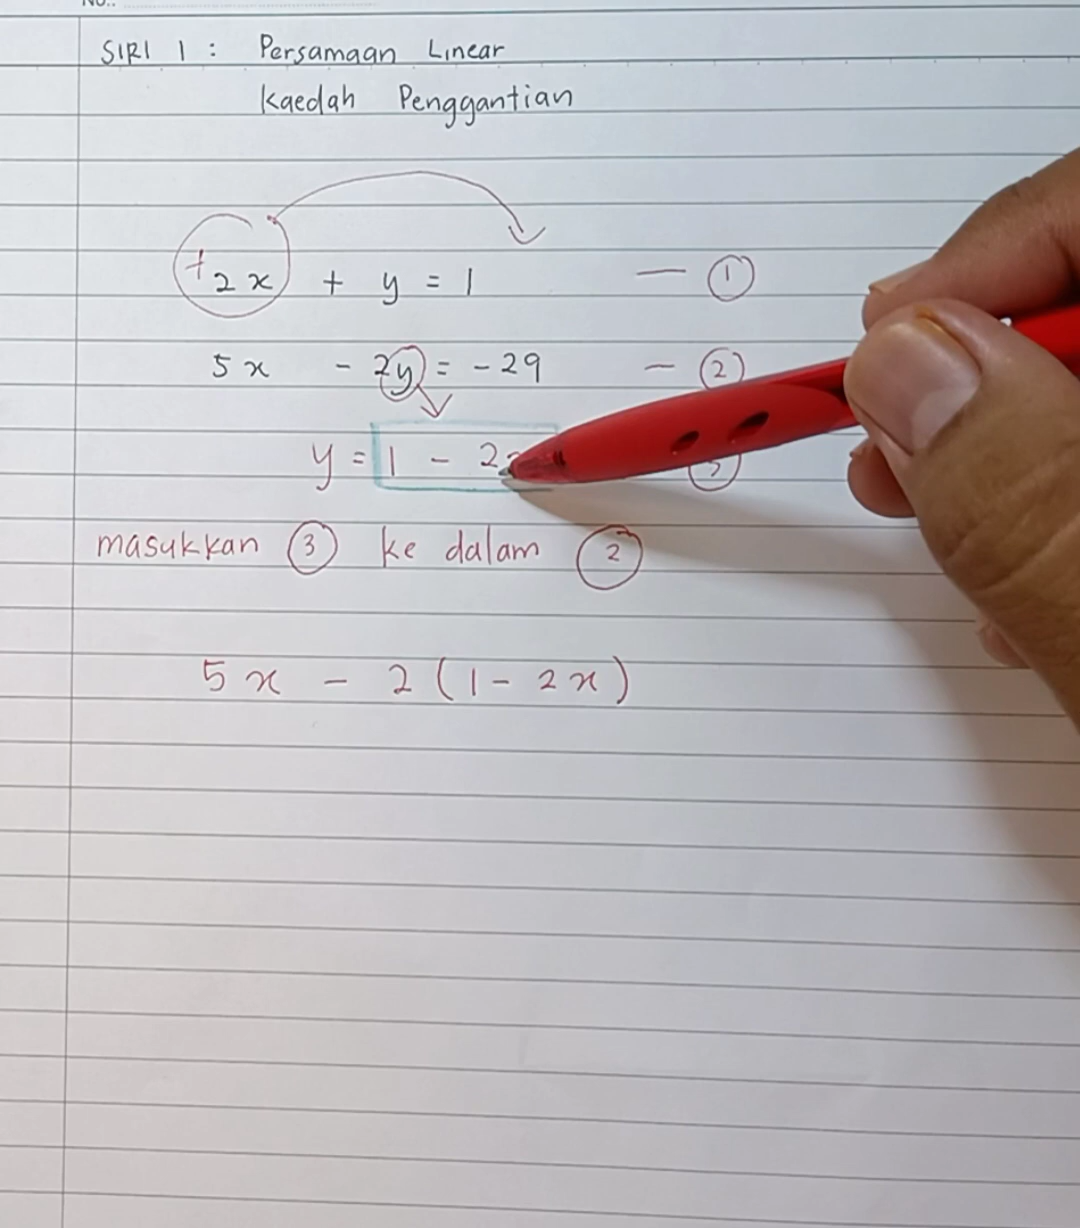 No.:
SIRI 1 : Persamaan Linear
Kaedah Penggantian
+2x + y = 1 — ①
5x - 2y = -29 — ②
y = 1 - 2
masukkan ③ ke dalam ②
5x - 2(1 - 2x)